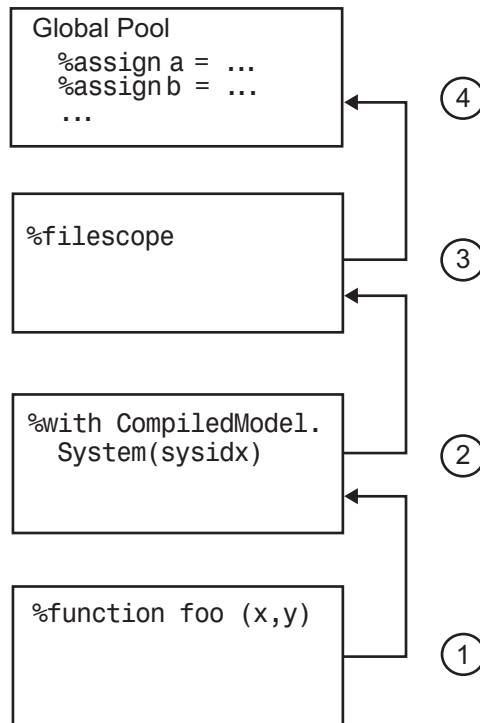 Global Pool
%assign a = ...
%assign b = ...
...
4
%filescope
3
%with CompiledModel.
System(sysidx)
2
%function foo (x,y)
1